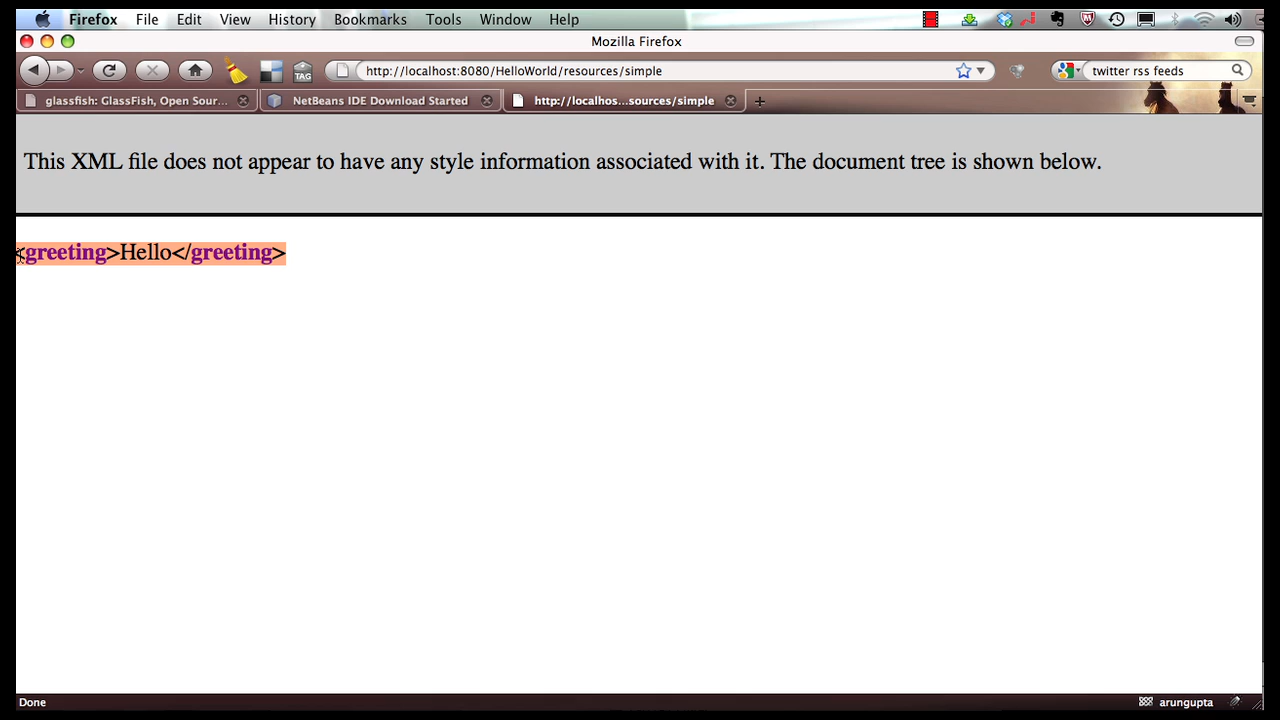 Firefox File Edit View History Bookmarks Tools Window Help
Mozilla Firefox
TAG http://localhost:8080/HelloWorld/resources/simple twitter rss feeds
glassfish: GlassFish, Open Sour... NetBeans IDE Download Started http://localhos...sources/simple
This XML file does not appear to have any style information associated with it. The document tree is shown below.
<greeting>Hello</greeting>
Done arungupta